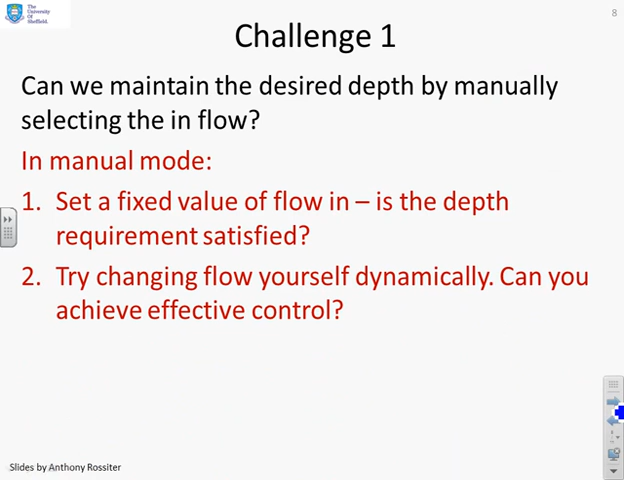 The
University
Of
Sheffield.
8
Challenge 1
Can we maintain the desired depth by manually
selecting the in flow?
In manual mode:
1. Set a fixed value of flow in – is the depth
requirement satisfied?
2. Try changing flow yourself dynamically. Can you
achieve effective control?
Slides by Anthony Rossiter